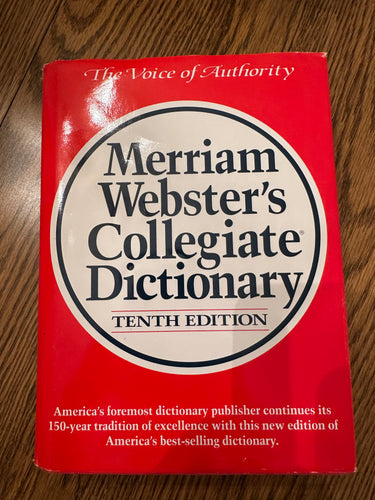 The Voice of Authority
Merriam
Webster's
Collegiate®
Dictionary
TENTH EDITION
America's foremost dictionary publisher continues its
150-year tradition of excellence with this new edition of
America's best-selling dictionary.